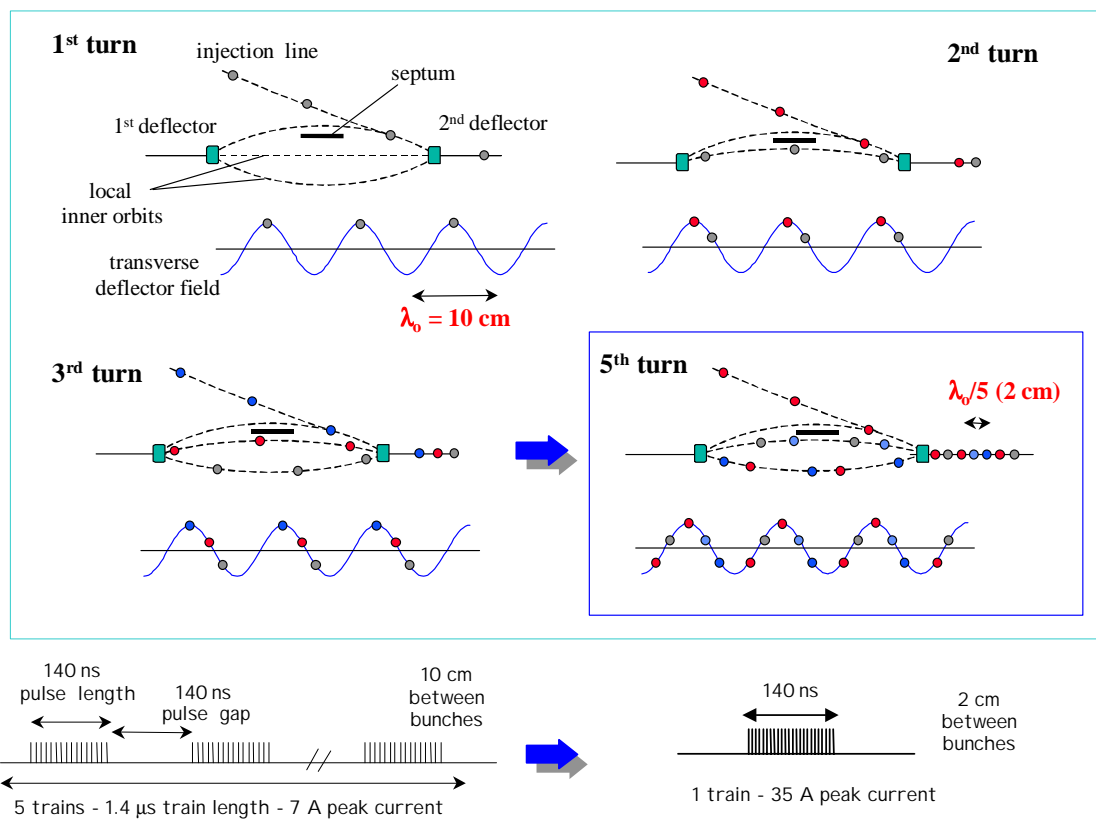 1st turn
injection line
septum
1st deflector
2nd deflector
local
inner orbits
transverse
deflector field
λo = 10 cm
2nd turn
3rd turn
5th turn
λo/5 (2 cm)
140 ns
pulse length
140 ns
pulse gap
10 cm
between
bunches
5 trains - 1.4 µs train length - 7 A peak current
140 ns
2 cm
between
bunches
1 train - 35 A peak current